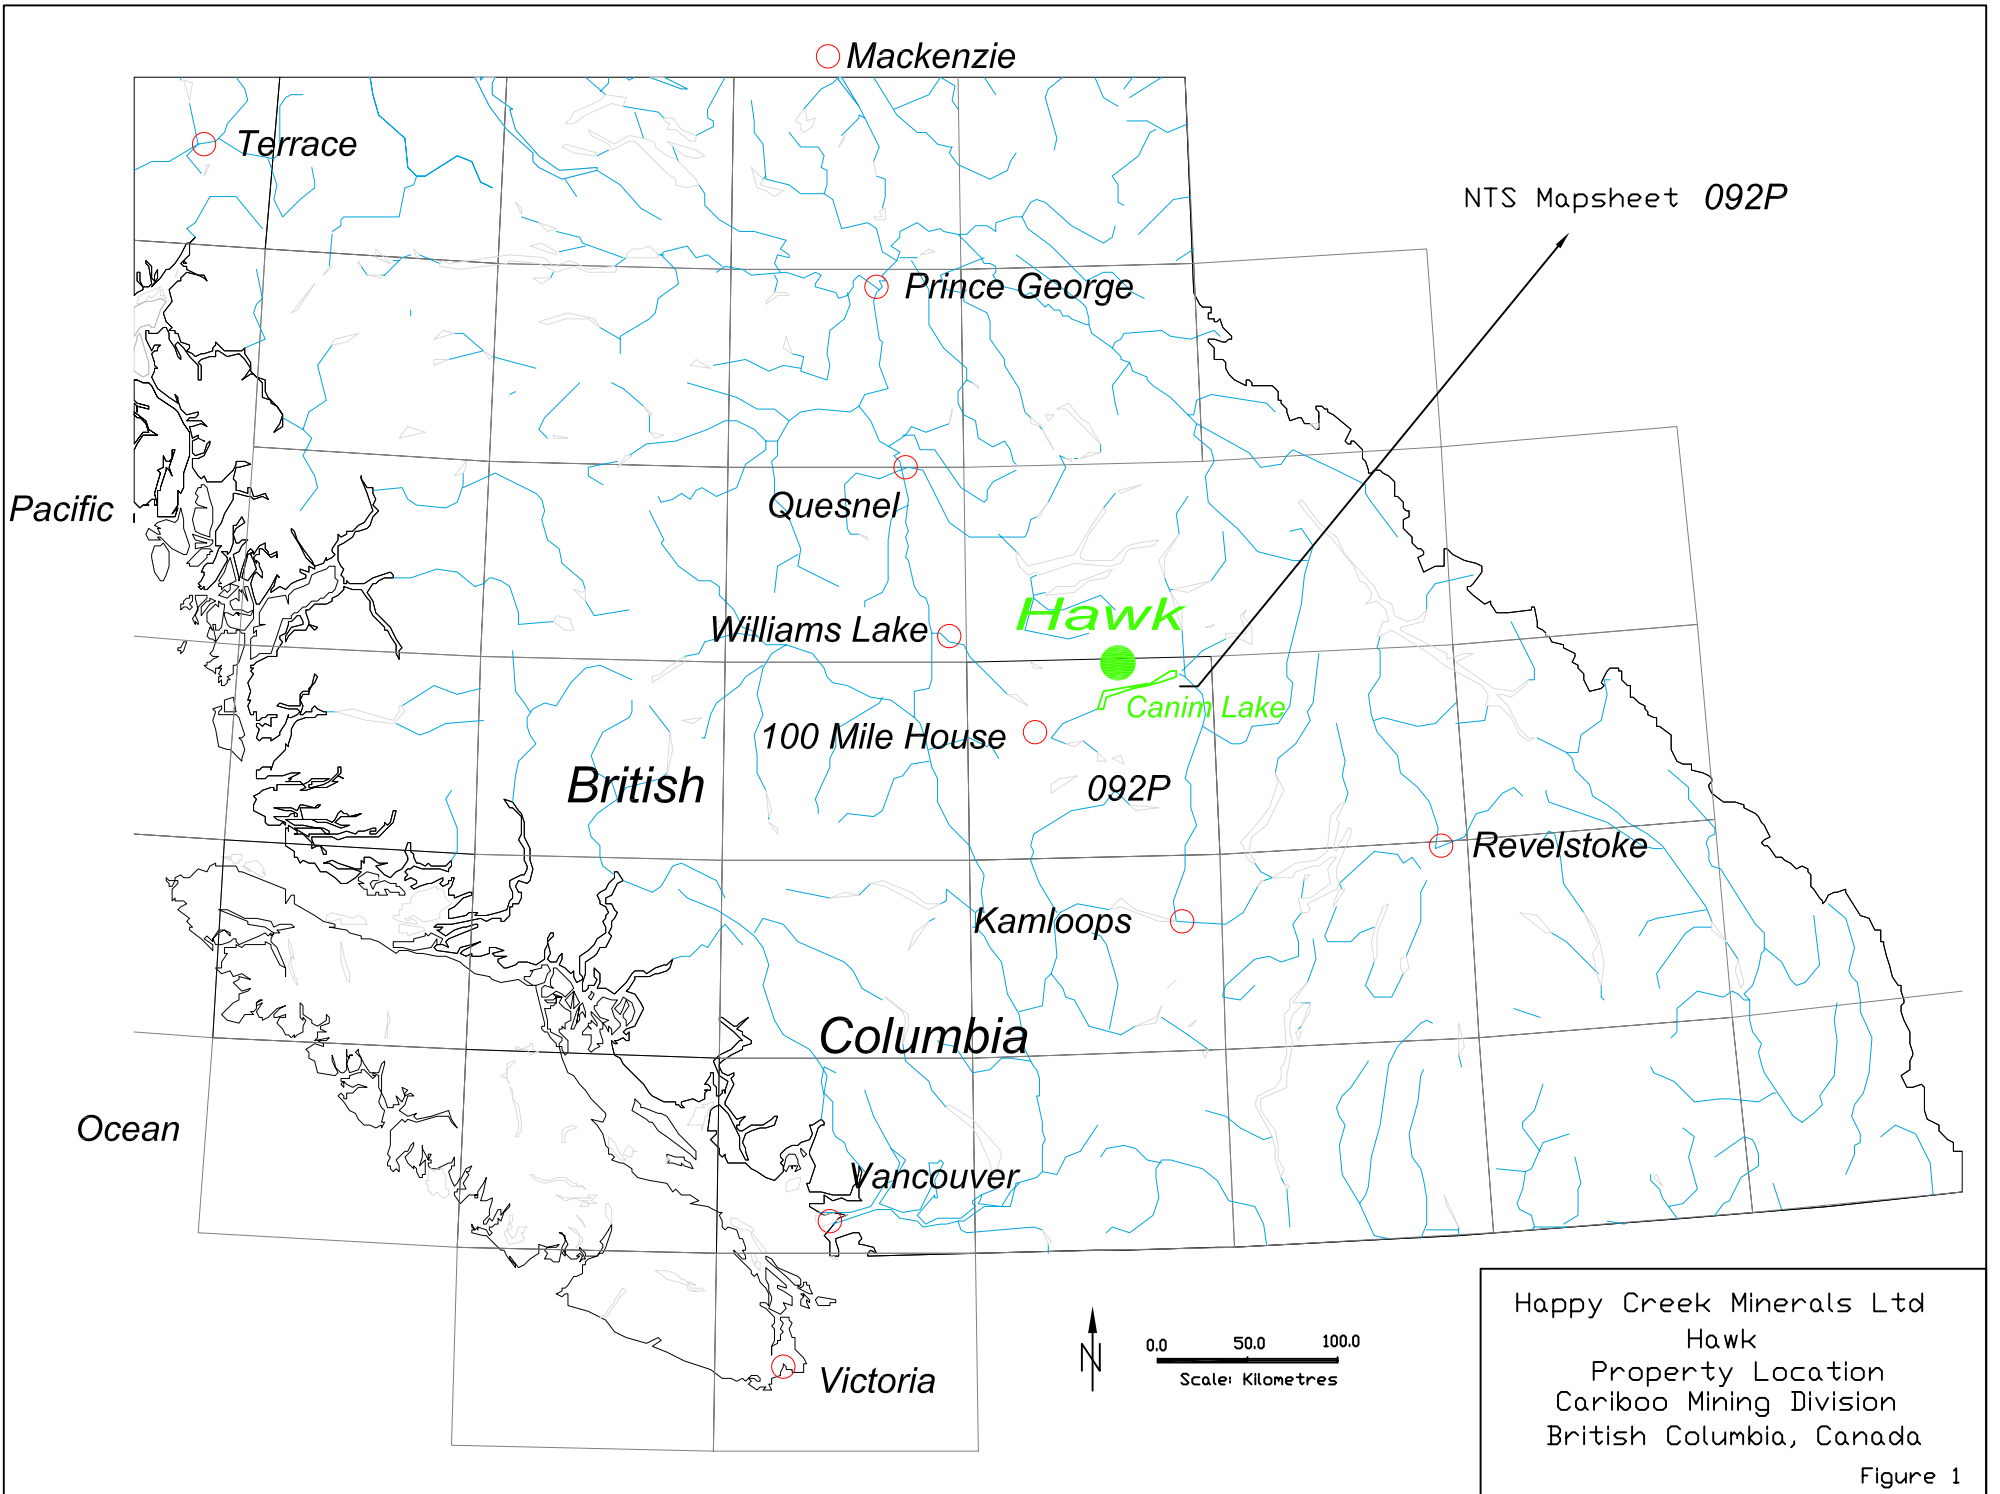 Mackenzie
Terrace
NTS Mapsheet 092P
Prince George
Pacific
Quesnel
Hawk
Williams Lake
Canim Lake
100 Mile House
British
092P
Revelstoke
Kamloops
Columbia
Ocean
Vancouver
Victoria
N
0.0 50.0 100.0
Scale: Kilometres
Happy Creek Minerals Ltd
Hawk
Property Location
Cariboo Mining Division
British Columbia, Canada
Figure 1